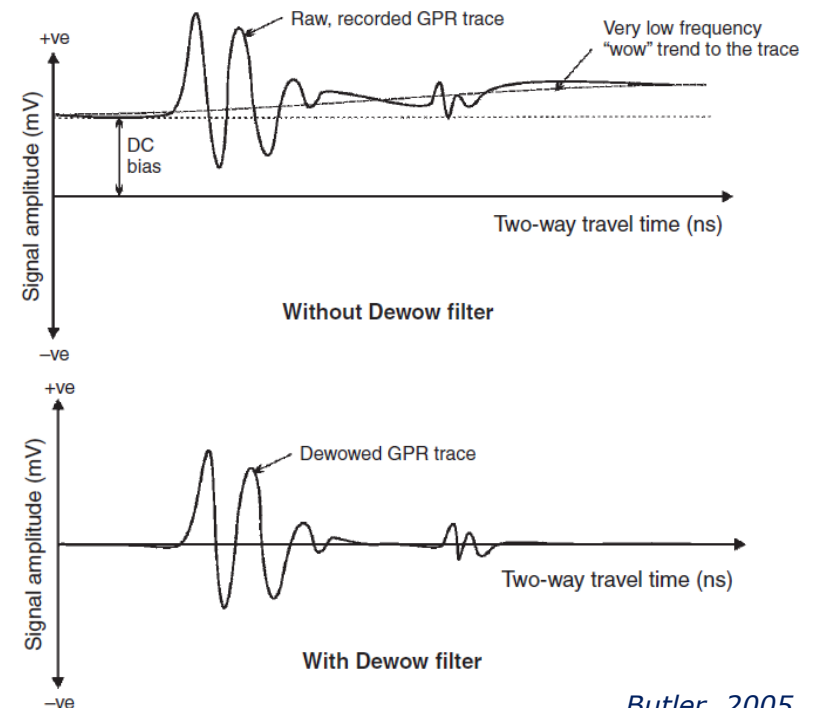 +ve
Raw, recorded GPR trace
Very low frequency
“wow” trend to the trace
DC
bias
Signal amplitude (mV)
Two-way travel time (ns)
Without Dewow filter
–ve
+ve
Dewowed GPR trace
Signal amplitude (mV)
Two-way travel time (ns)
With Dewow filter
–ve
Butler, 2005